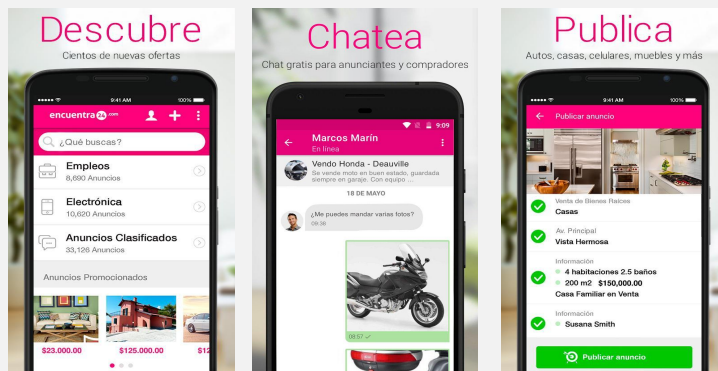 Descubre
Cientos de nuevas ofertas
9:41 AM
100%
encuentra24.com
¿Qué buscas?
Empleos
8,690 Anuncios
Electrónica
10,620 Anuncios
Anuncios Clasificados
33,126 Anuncios
Anuncios Promocionados
$23.000.00
$125.000.00
$12
Chatea
Chat gratis para anunciantes y compradores
9:09
Marcos Marín
En línea
Vendo Honda - Deauville
Se vende moto en buen estado, guardada
siempre en garaje. Con equipo ...
18 DE MAYO
¿Me puedes mandar varias fotos?
09:36
08:57
Publica
Autos, casas, celulares, muebles y más
9:41 AM
100%
Publicar anuncio
Venta de Bienes Raíces
Casas
Av. Principal
Vista Hermosa
Información
4 habitaciones 2.5 baños
200 m2 $150,000.00
Casa Familiar en Venta
Información
Susana Smith
Publicar anuncio